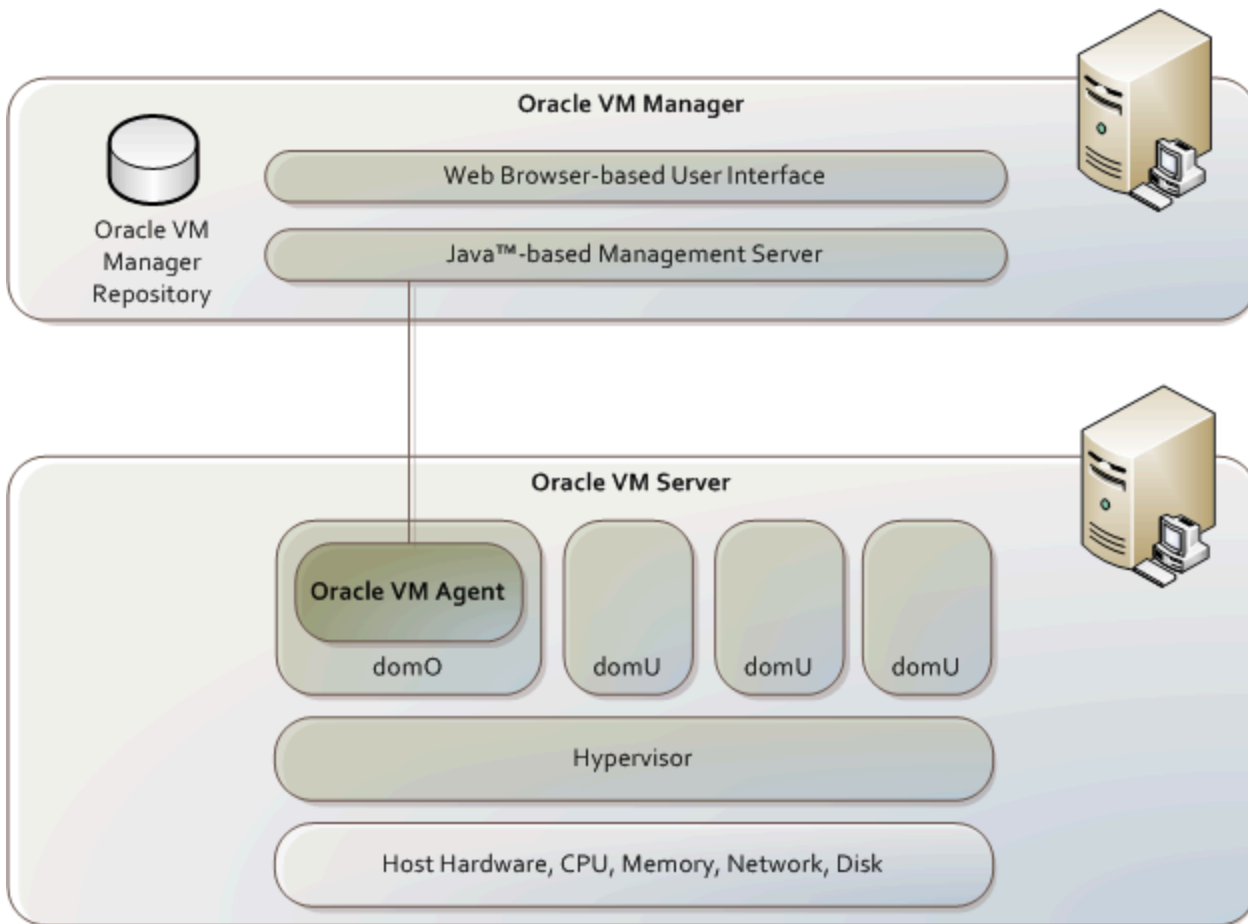 Oracle VM Manager
Web Browser-based User Interface
Java™-based Management Server
Oracle VM
Manager
Repository
Oracle VM Server
Oracle VM Agent
domO
domU
domU
domU
Hypervisor
Host Hardware, CPU, Memory, Network, Disk